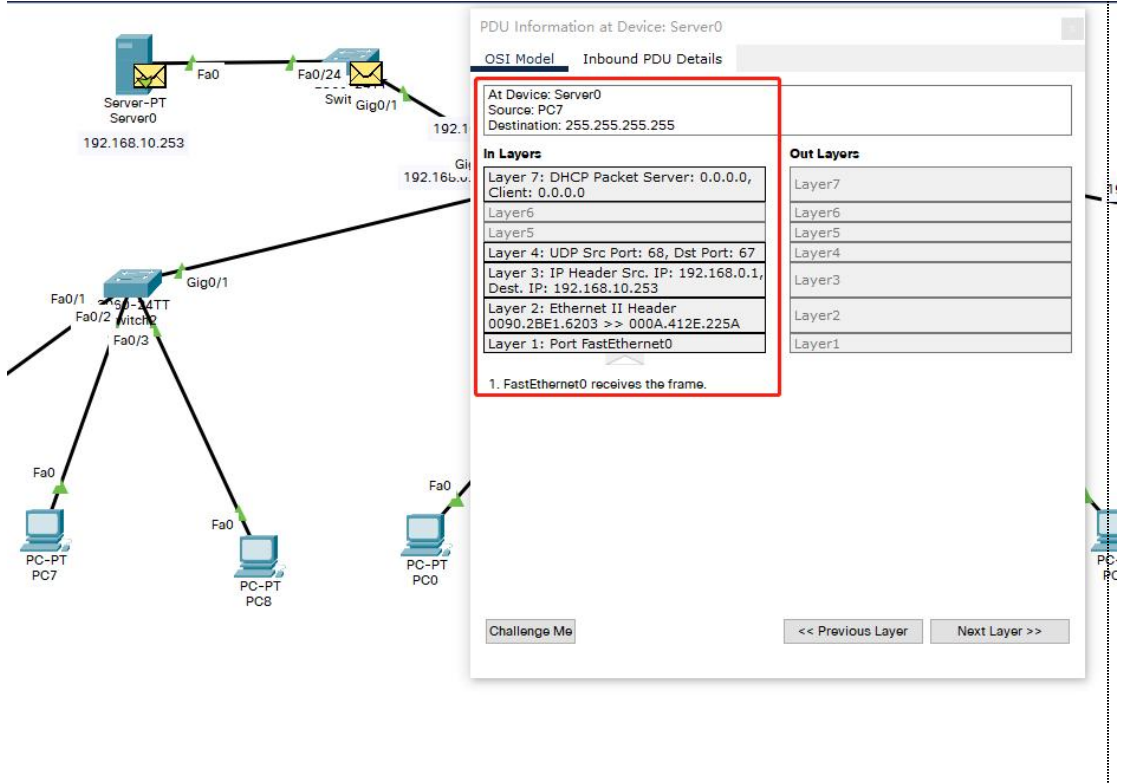 PDU Information at Device: Server0
OSI Model
Inbound PDU Details
At Device: Server0
Source: PC7
Destination: 255.255.255.255
In Layers
Layer 7: DHCP Packet Server: 0.0.0.0,
Client: 0.0.0.0
Layer6
Layer5
Layer 4: UDP Src Port: 68, Dst Port: 67
Layer 3: IP Header Src. IP: 192.168.0.1,
Dest. IP: 192.168.10.253
Layer 2: Ethernet II Header
0090.2BE1.6203 >> 000A.412E.225A
Layer 1: Port FastEthernet0
1. FastEthernet0 receives the frame.
Out Layers
Layer7
Layer6
Layer5
Layer4
Layer3
Layer2
Layer1
Challenge Me
<< Previous Layer
Next Layer >>
Fa0
Fa0/24
Server-PT
Server0
192.168.10.253
Swit
Gig0/1
192.1
Gi
Gig0/1
Fa0/1
Fa0/2
Fa0/3
Fa0
PC-PT
PC7
Fa0
PC-PT
PC8
Fa0
PC-PT
PC0